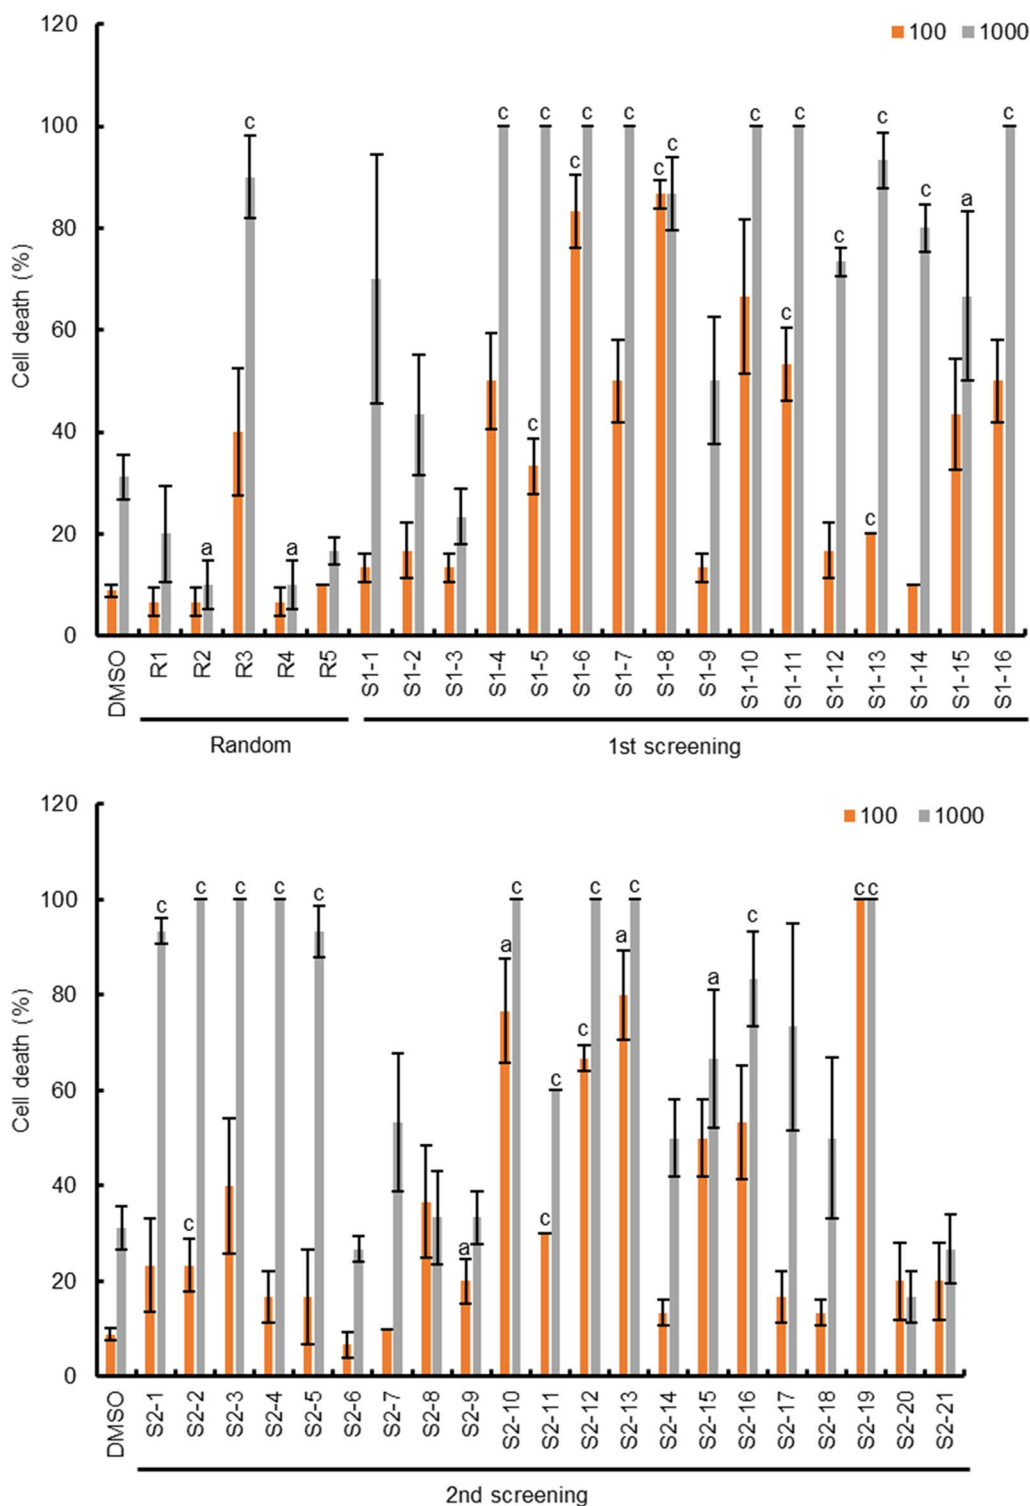 120
100
1000
c
c
c
c
c
c
c
100
c
c
c
c
c
c
80
c
a
c
60
c
c
40
20
a
a
c
0
Cell death (%)
DMSO
R1
R2
R3
R4
R5
S1-1
S1-2
S1-3
S1-4
S1-5
S1-6
S1-7
S1-8
S1-9
S1-10
S1-11
S1-12
S1-13
S1-14
S1-15
S1-16
Random
1st screening
120
100
1000
c
c
c
c
c
c
c
c
c
c
c
100
c
a
a
80
a
60
c
c
40
c
c
a
20
0
Cell death (%)
DMSO
S2-1
S2-2
S2-3
S2-4
S2-5
S2-6
S2-7
S2-8
S2-9
S2-10
S2-11
S2-12
S2-13
S2-14
S2-15
S2-16
S2-17
S2-18
S2-19
S2-20
S2-21
2nd screening